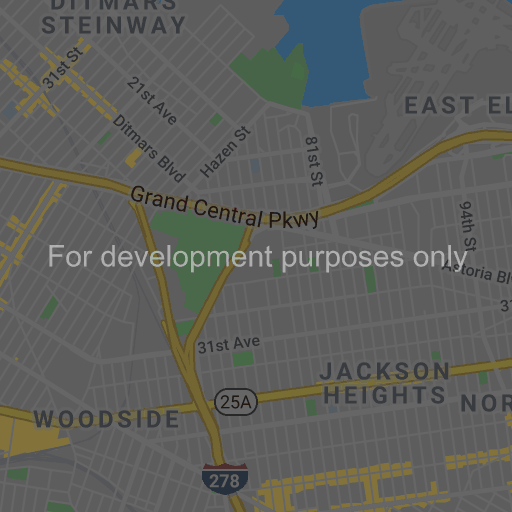 DITMARS
STEINWAY
31st St
21st Ave
EAST EL
Ditmars Blvd
Hazen St
81st St
Grand Central Pkwy
94th St
For development purposes only
Astoria Bl
31st Ave
JACKSON
HEIGHTS
25A
WOODSIDE
NOR
278